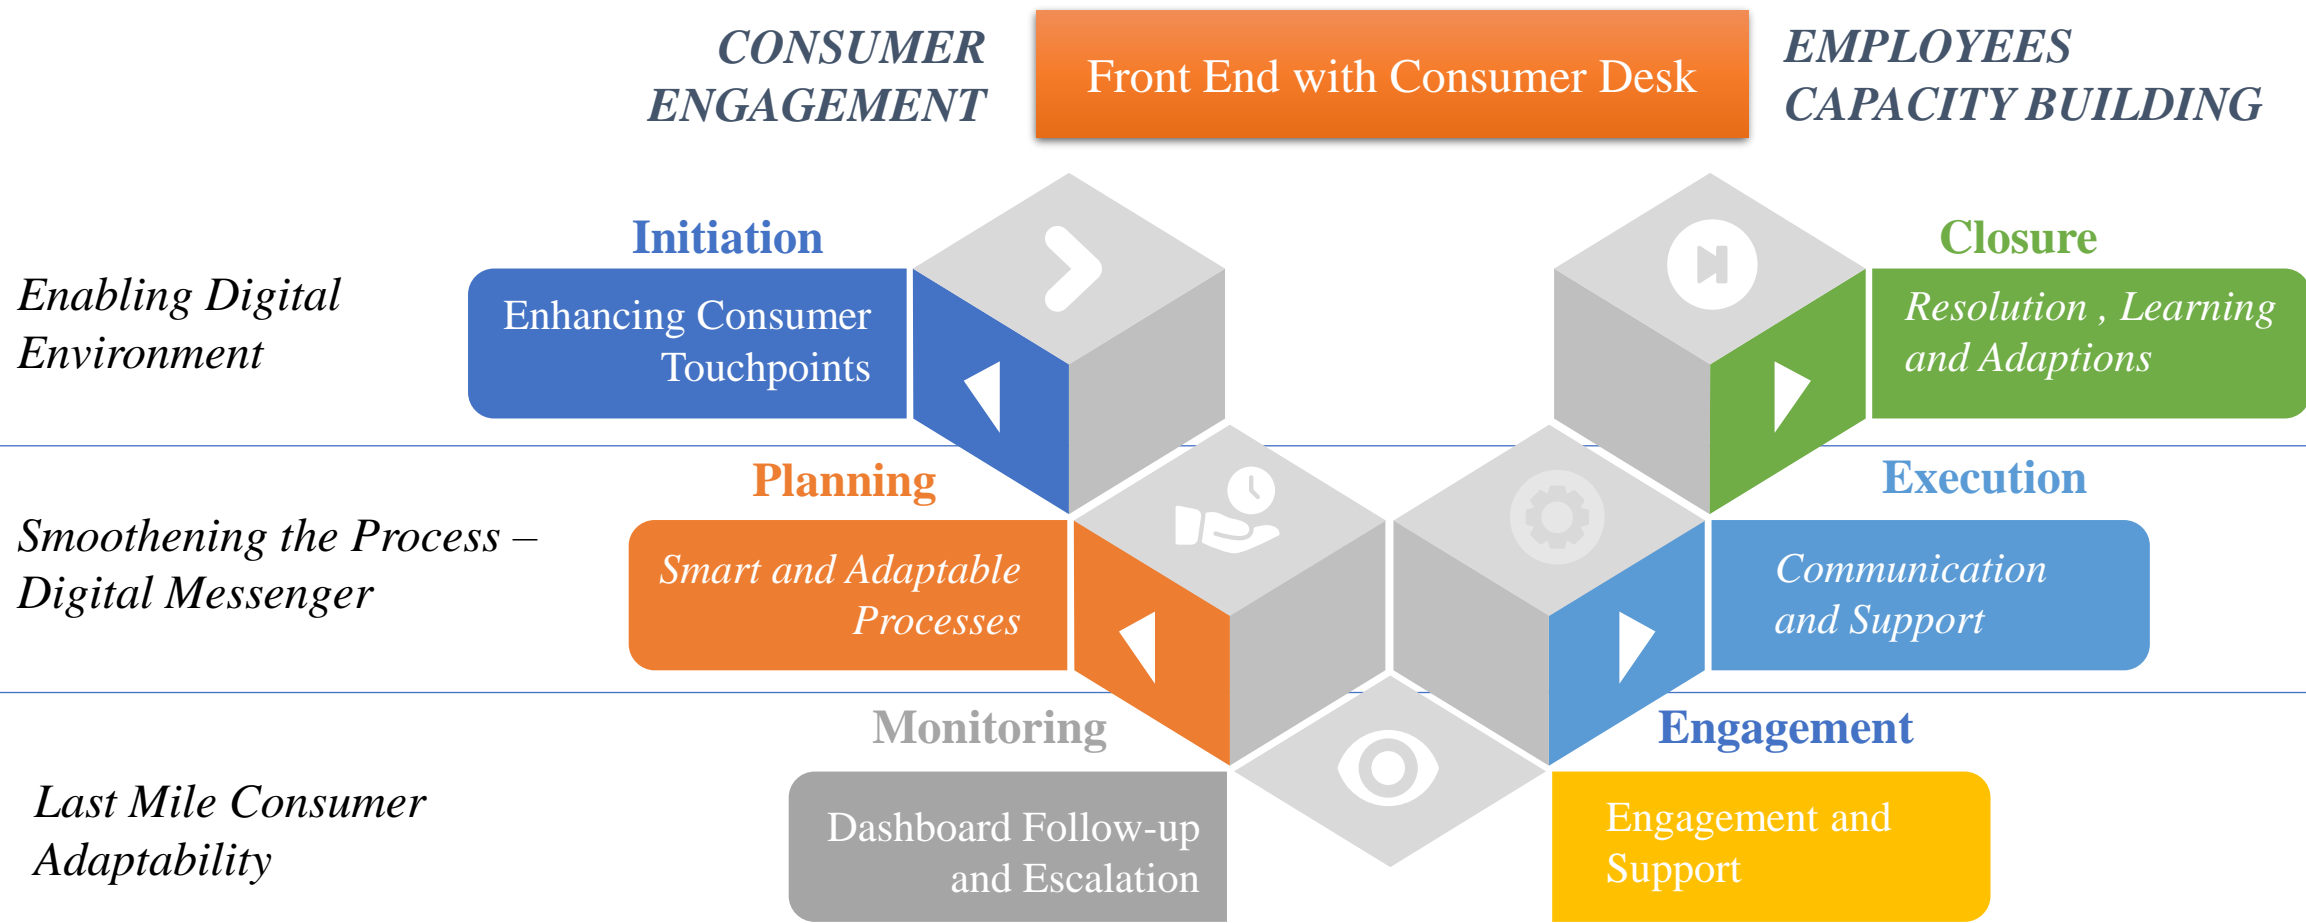 CONSUMER
ENGAGEMENT
Front End with Consumer Desk
EMPLOYEES
CAPACITY BUILDING
Enabling Digital
Environment
Initiation
Enhancing Consumer
Touchpoints
Closure
Resolution , Learning
and Adaptions
Smoothening the Process –
Digital Messenger
Planning
Smart and Adaptable
Processes
Execution
Communication
and Support
Last Mile Consumer
Adaptability
Monitoring
Dashboard Follow-up
and Escalation
Engagement
Engagement and
Support